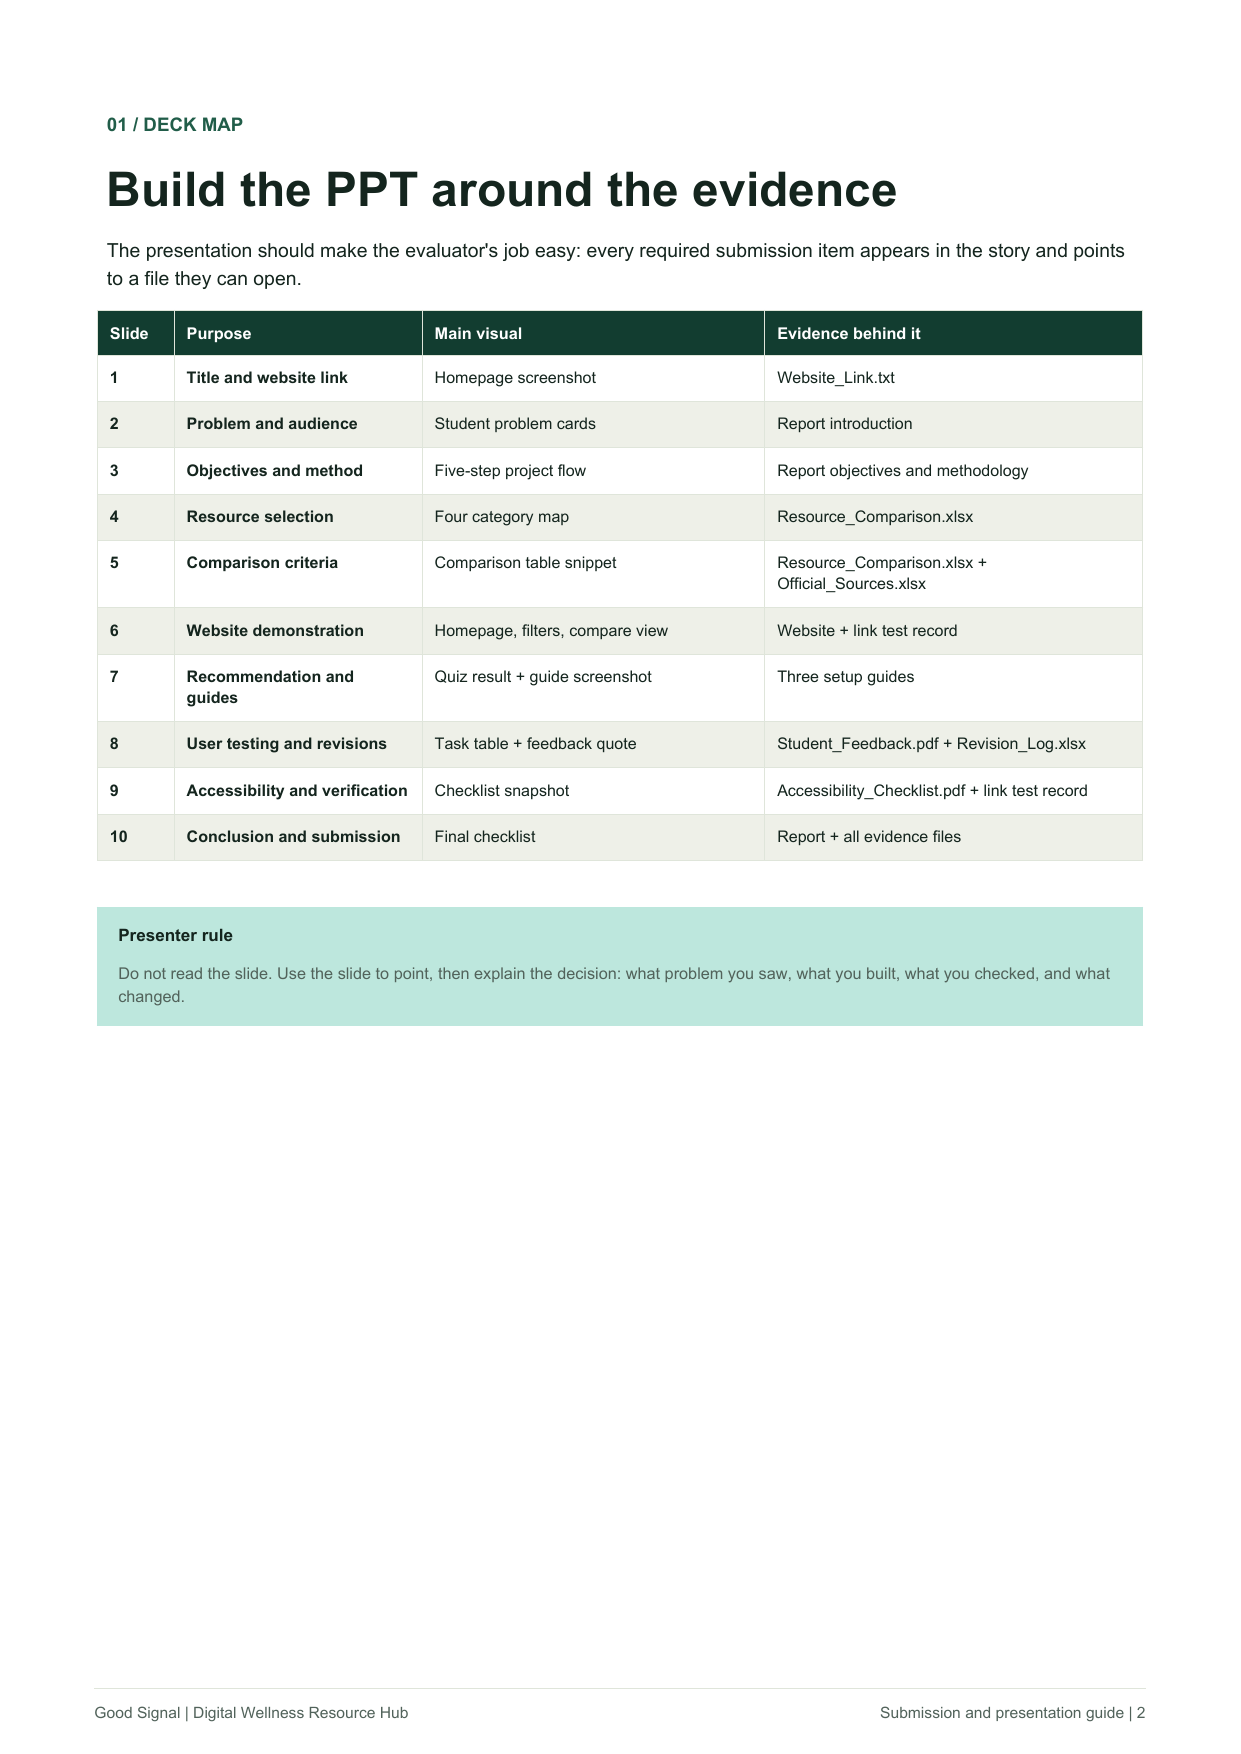 01 / DECK MAP
Build the PPT around the evidence
The presentation should make the evaluator's job easy: every required submission item appears in the story and points
to a file they can open.
Slide Purpose Main visual Evidence behind it
1 Title and website link Homepage screenshot Website_Link.txt
2 Problem and audience Student problem cards Report introduction
3 Objectives and method Five-step project flow Report objectives and methodology
4 Resource selection Four category map Resource_Comparison.xlsx
5 Comparison criteria Comparison table snippet Resource_Comparison.xlsx +
Official_Sources.xlsx
6 Website demonstration Homepage, filters, compare view Website + link test record
7 Recommendation and Quiz result + guide screenshot Three setup guides
guides
8 User testing and revisions Task table + feedback quote Student_Feedback.pdf + Revision_Log.xlsx
9 Accessibility and verification Checklist snapshot Accessibility_Checklist.pdf + link test record
10 Conclusion and submission Final checklist Report + all evidence files
Presenter rule
Do not read the slide. Use the slide to point, then explain the decision: what problem you saw, what you built, what you checked, and what
changed.
Good Signal | Digital Wellness Resource Hub Submission and presentation guide | 2